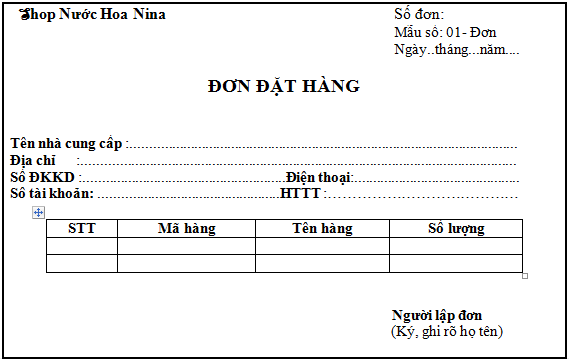 Shop Nước Hoa Nina
Số đơn:
Mẫu số: 01- Đơn
Ngày..tháng...năm....
ĐƠN ĐẶT HÀNG
Tên nhà cung cấp :..............................................................................................................
Địa chỉ :............................................................................................................................
Số ĐKKD :..................................................Điện thoại:...............................................
Số tài khoản: ....................................................HTTT :……………………………………
STT Mã hàng Tên hàng Số lượng
Người lập đơn
(Ký, ghi rõ họ tên)